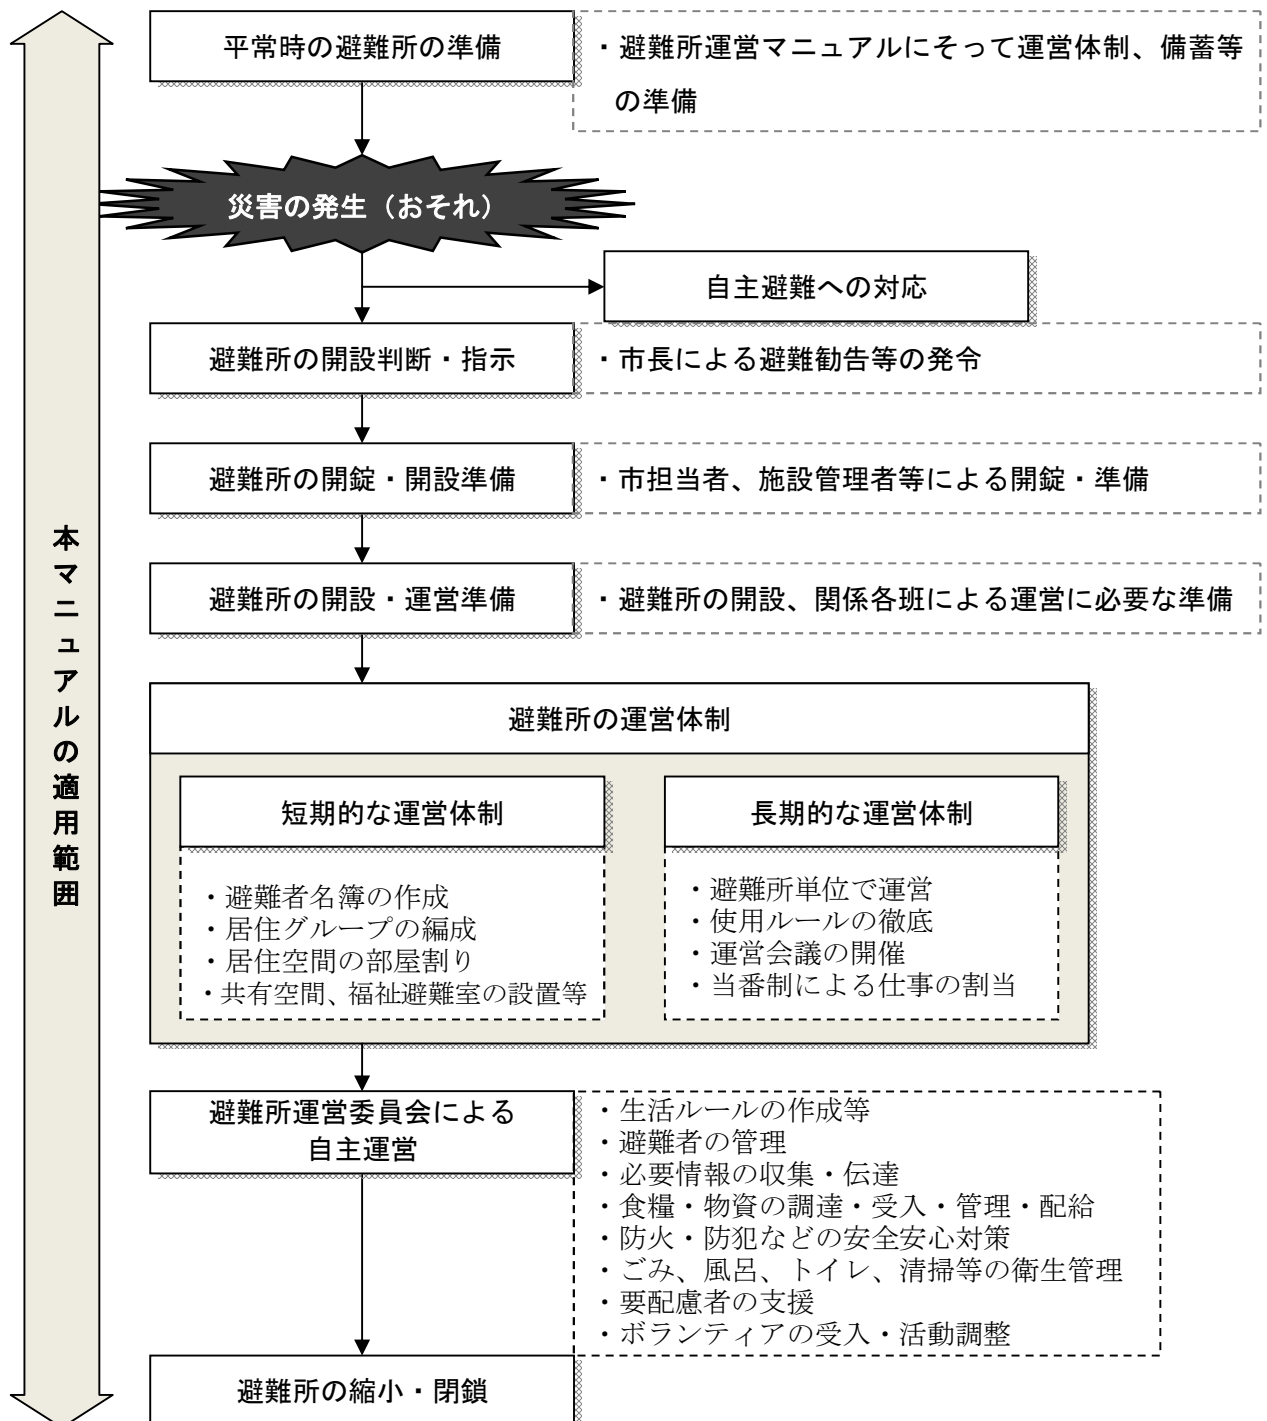 平常時の避難所の準備
・避難所運営マニュアルにそって運営体制、備蓄等
の準備
災害の発生（おそれ）
自主避難への対応
避難所の開設判断・指示
・市長による避難勧告等の発令
避難所の開錠・開設準備
・市担当者、施設管理者等による開錠・準備
避難所の開設・運営準備
・避難所の開設、関係各班による運営に必要な準備
本マニュアルの適用範囲
避難所の運営体制
短期的な運営体制
・避難者名簿の作成
・居住グループの編成
・居住空間の部屋割り
・共有空間、福祉避難室の設置等
長期的な運営体制
・避難所単位で運営
・使用ルールの徹底
・運営会議の開催
・当番制による仕事の割当
避難所運営委員会による
自主運営
・生活ルールの作成等
・避難者の管理
・必要情報の収集・伝達
・食糧・物資の調達・受入・管理・配給
・防火・防犯などの安全安心対策
・ごみ、風呂、トイレ、清掃等の衛生管理
・要配慮者の支援
・ボランティアの受入・活動調整
避難所の縮小・閉鎖